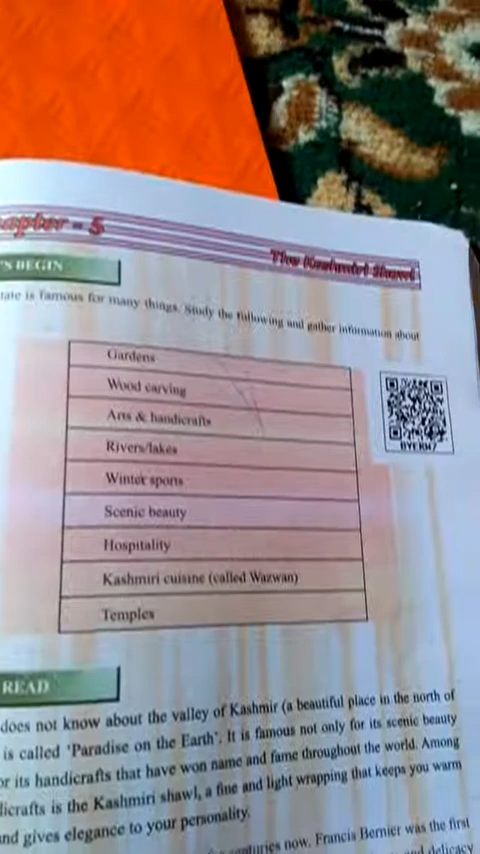 apter - 5
The Kashmiri Shawl
'S BEGIN
tate is famous for many things. Study the following and gather information about
Gardens
Wood carving
Arts & handicrafts
Rivers/lakes
Winter sports
Scenic beauty
Hospitality
Kashmiri cuisine (called Wazwan)
Temples
READ
does not know about the valley of Kashmir (a beautiful place in the north of
is called 'Paradise on the Earth'. It is famous not only for its scenic beauty
or its handicrafts that have won name and fame throughout the world. Among
dicrafts is the Kashmiri shawl, a fine and light wrapping that keeps you warm
and gives elegance to your personality.
centuries now. Francis Bernier was the first
and delicacy